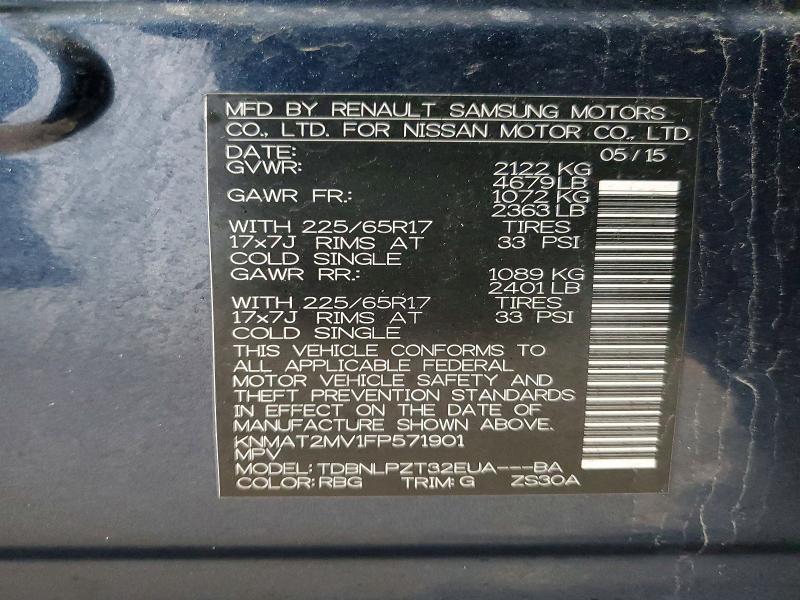 MFD BY RENAULT SAMSUNG MOTORS
CO., LTD. FOR NISSAN MOTOR CO., LTD.
DATE: 05/15
GVWR: 2122 KG
4679 LB
GAWR FR.: 1072 KG
2363 LB
WITH 225/65R17 TIRES
17x7J RIMS AT 33 PSI
COLD SINGLE
GAWR RR.: 1089 KG
2401 LB
WITH 225/65R17 TIRES
17x7J RIMS AT 33 PSI
COLD SINGLE
THIS VEHICLE CONFORMS TO
ALL APPLICABLE FEDERAL
MOTOR VEHICLE SAFETY AND
THEFT PREVENTION STANDARDS
IN EFFECT ON THE DATE OF
MANUFACTURE SHOWN ABOVE.
KNMAT2MV1FP571901
MPV
MODEL: TDBNLPZT32EUA---BA
COLOR: RBG TRIM: G ZS30A